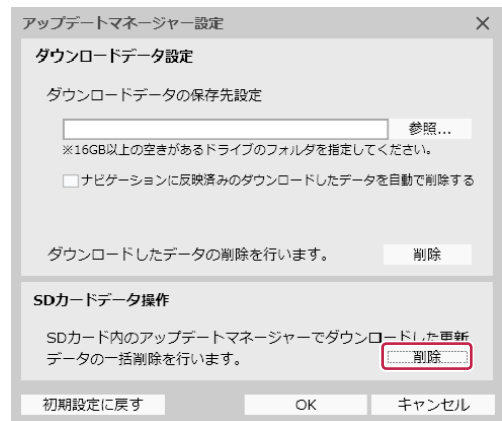 アップデートマネージャー設定
ダウンロードデータ設定
ダウンロードデータの保存先設定
参照...
※16GB以上の空きがあるドライブのフォルダを指定してください。
ナビゲーションに反映済みのダウンロードしたデータを自動で削除する
ダウンロードしたデータの削除を行います。 削除
SDカードデータ操作
SDカード内のアップデートマネージャーでダウンロードした更新
データの一括削除を行います。 削除
初期設定に戻す OK キャンセル